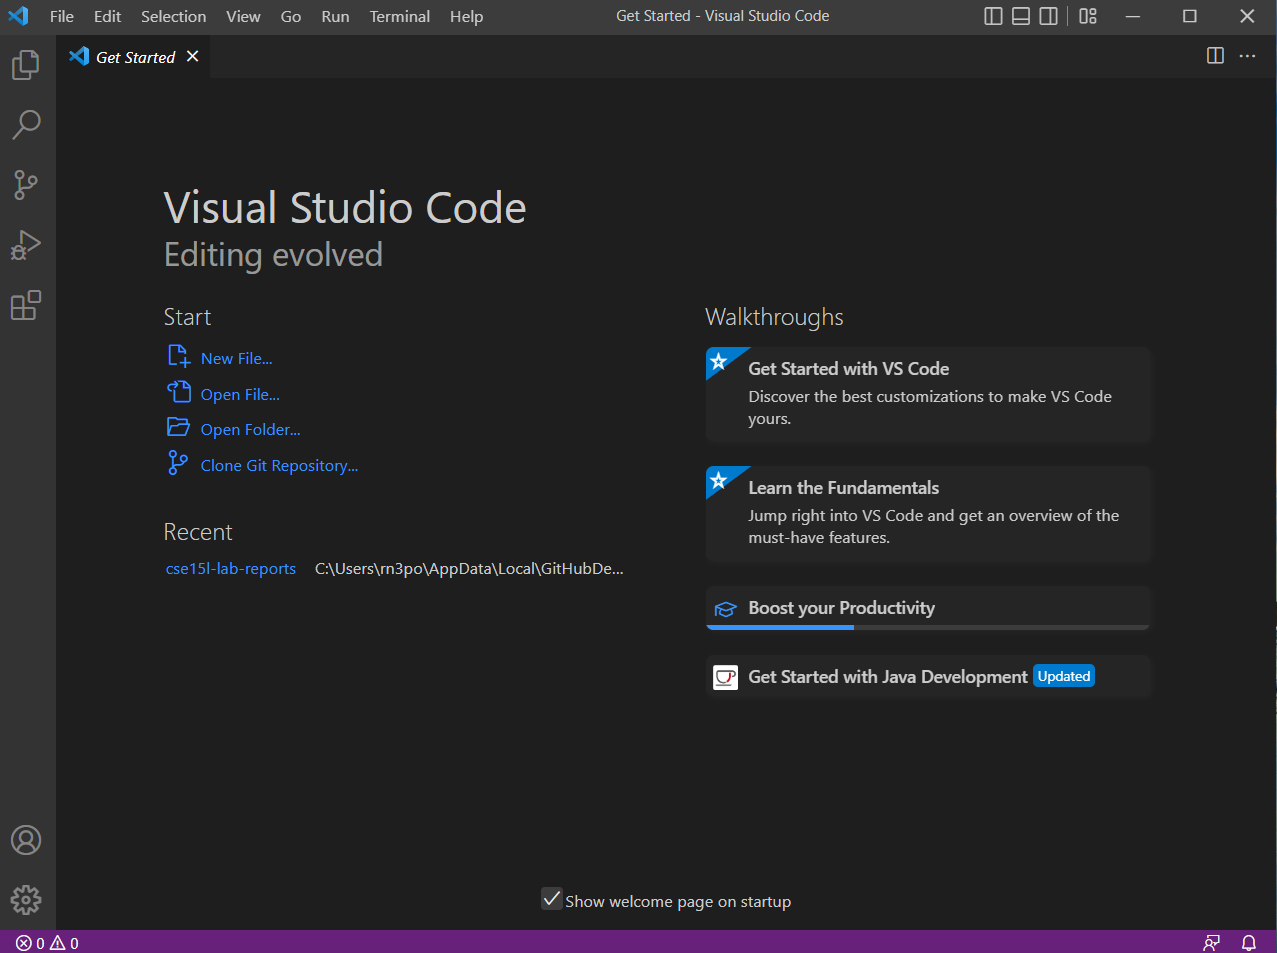 File Edit Selection View Go Run Terminal Help Get Started - Visual Studio Code
Get Started
Visual Studio Code
Editing evolved
Start
New File...
Open File...
Open Folder...
Clone Git Repository...
Recent
cse15l-lab-reports C:\Users\rn3po\AppData\Local\GitHubDe...
Walkthroughs
Get Started with VS Code
Discover the best customizations to make VS Code
yours.
Learn the Fundamentals
Jump right into VS Code and get an overview of the
must-have features.
Boost your Productivity
Get Started with Java Development Updated
Show welcome page on startup
0 0